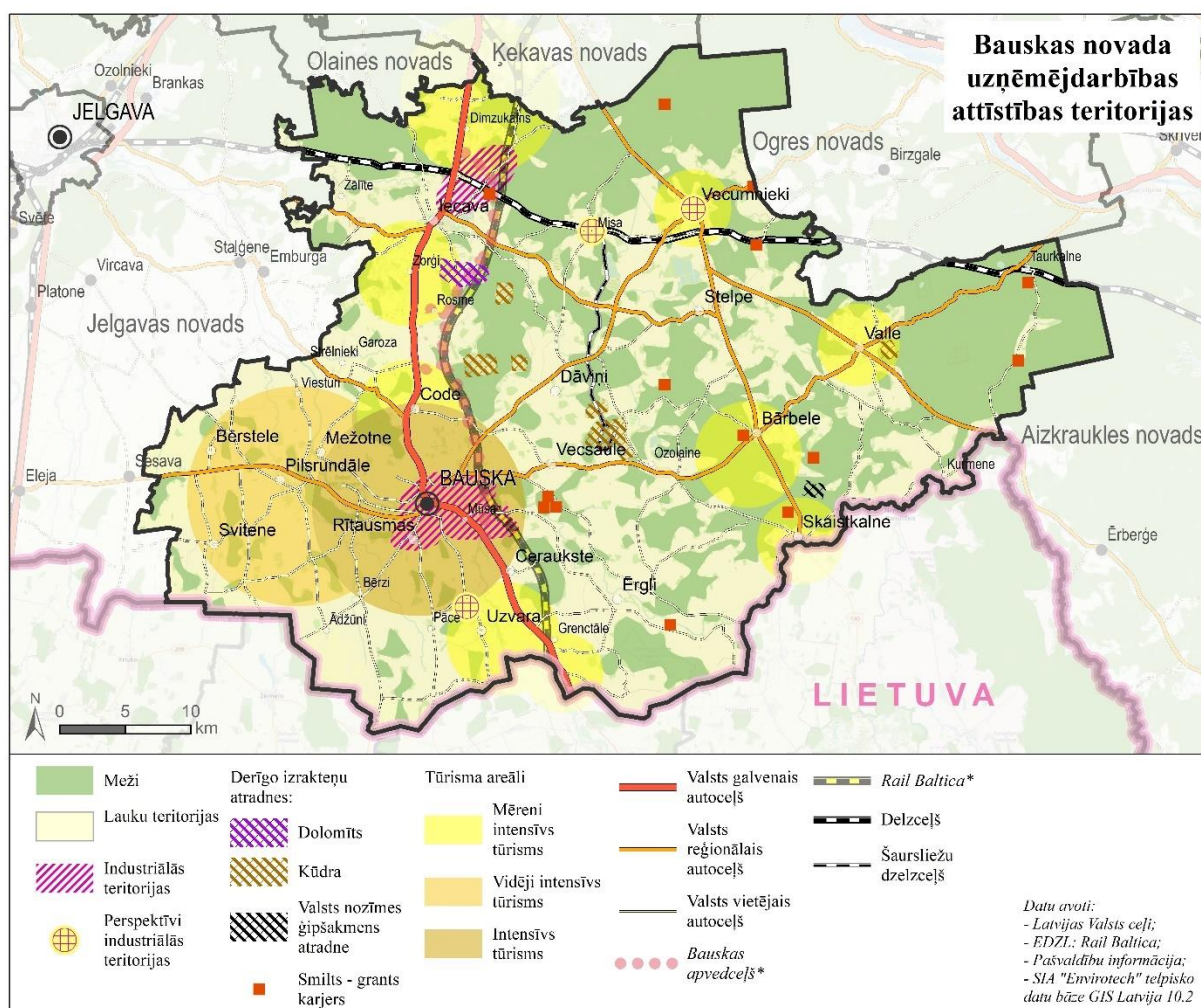 Bauskas novada
uzņēmējdarbības
attīstības teritorijas
Olaines novads
Ķekavas novads
Ozolnieki
Brankas
JELGAVA
Dimzukalns
Ogres novads
Birzgale
Skrīver
Zālīte
Iecava
Vecumnieki
Misa
Svēte
Staļģene
Emburga
Vircava
Zorģi
Platone
Rosme
Stelpe
Taurkalne
Jelgavas novads
Garoza
Strēlnieki
Valle
Viesturi
Code
Dāviņi
Bērstele
Mežotne
Bārbele
Aizkraukles novads
Eleja
Sesava
Pilsrundāle
Vecsaule
Ozolaine
BAUSKA
Kurmene
Mūsa
Svitene
Rītausmas
Skaistkalne
Ērberģe
Ceraukste
Bērzi
Ērgļi
Ādžūni
Pāce
Uzvara
Grenctāle
LIETUVA
N
0 5 10
km
Meži
Lauku teritorijas
Industriālās
teritorijas
Perspektīvi
industriālās
teritorijas
Derīgo izrakteņu
atradnes:
Dolomīts
Kūdra
Valsts nozīmes
ģipšakmens
atradne
Smilts - grants
karjers
Tūrisma areāli
Mēreni
intensīvs
tūrisms
Vidēji intensīvs
tūrisms
Intensīvs
tūrisms
Valsts galvenais
autoceļš
Valsts
reģionālais
autoceļš
Valsts vietējais
autoceļš
Bauskas
apvedceļš*
Rail Baltica*
Delzceļš
Šaursliežu
dzelzceļš
Datu avoti:
- Latvijas Valsts ceļi;
- EDZL: Rail Baltica;
- Pašvaldību informācija;
- SIA "Envirotech" telpisko
datu bāze GIS Latvija 10.2